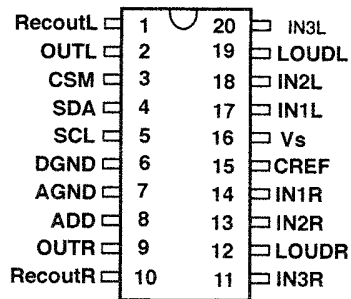 RecoutL 1 20 IN3L
OUTL 2 19 LOUDL
CSM 3 18 IN2L
SDA 4 17 IN1L
SCL 5 16 Vs
DGND 6 15 CREF
AGND 7 14 IN1R
ADD 8 13 IN2R
OUTR 9 12 LOUDR
RecoutR 10 11 IN3R